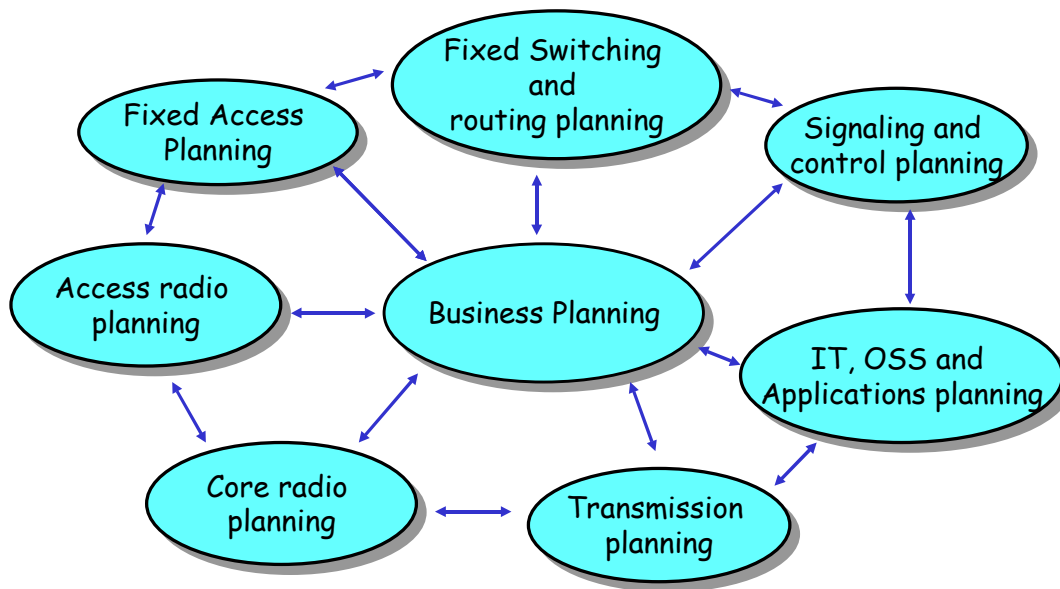 Fixed Switching
and
routing planning
Fixed Access
Planning
Signaling and
control planning
Access radio
planning
Business Planning
IT, OSS and
Applications planning
Core radio
planning
Transmission
planning